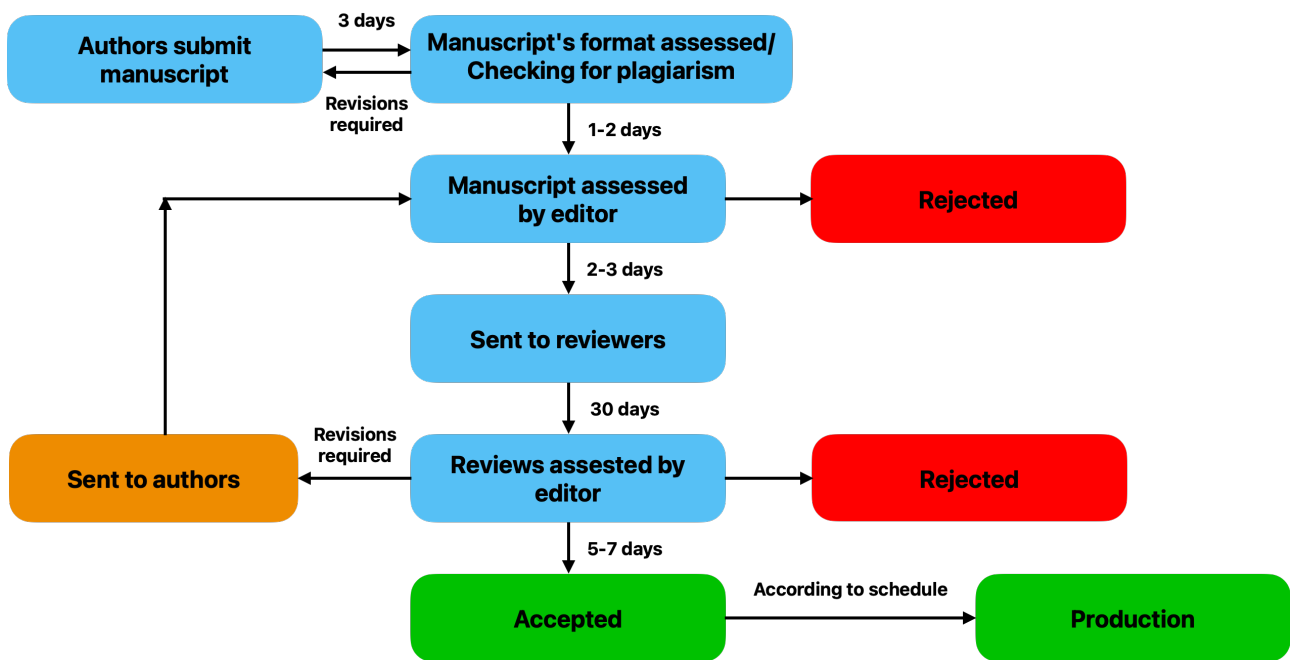 3 days
Authors submit
manuscript
Manuscript's format assessed/
Checking for plagiarism
Revisions
required
1-2 days
Manuscript assessed
by editor
Rejected
2-3 days
Sent to reviewers
30 days
Revisions
required
Sent to authors
Reviews assested by
editor
Rejected
5-7 days
Accepted
According to schedule
Production